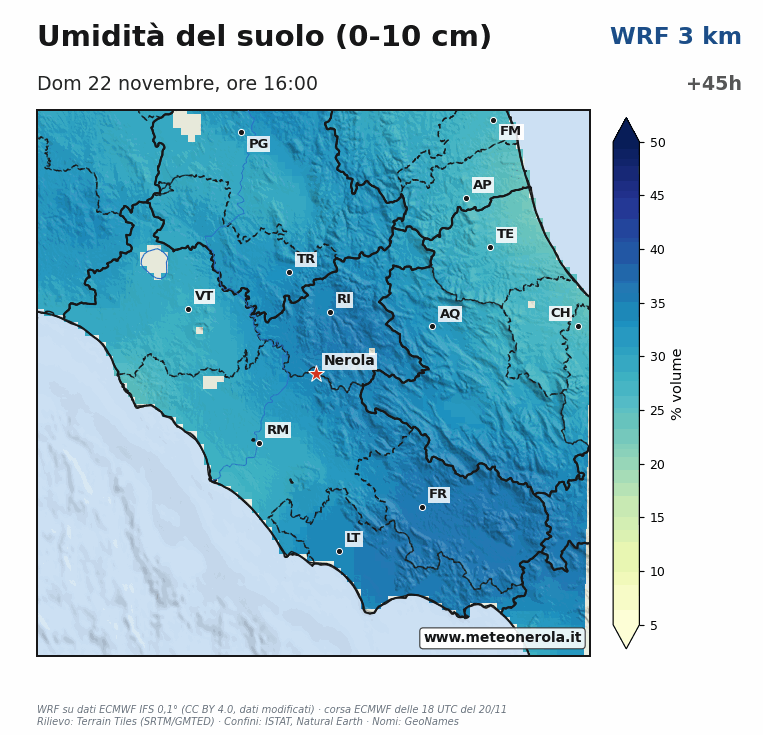 Umidità del suolo (0-10 cm)
WRF 3 km
Dom 22 novembre, ore 16:00
+45h
FM
PG
AP
TE
TR
VT
RI
AQ
CH
Nerola
RM
FR
LT
50
45
40
35
30
25
20
15
10
5
% volume
www.meteonerola.it
WRF su dati ECMWF IFS 0,1° (CC BY 4.0, dati modificati) · corsa ECMWF delle 18 UTC del 20/11
Rilievo: Terrain Tiles (SRTM/GMTED) · Confini: ISTAT, Natural Earth · Nomi: GeoNames